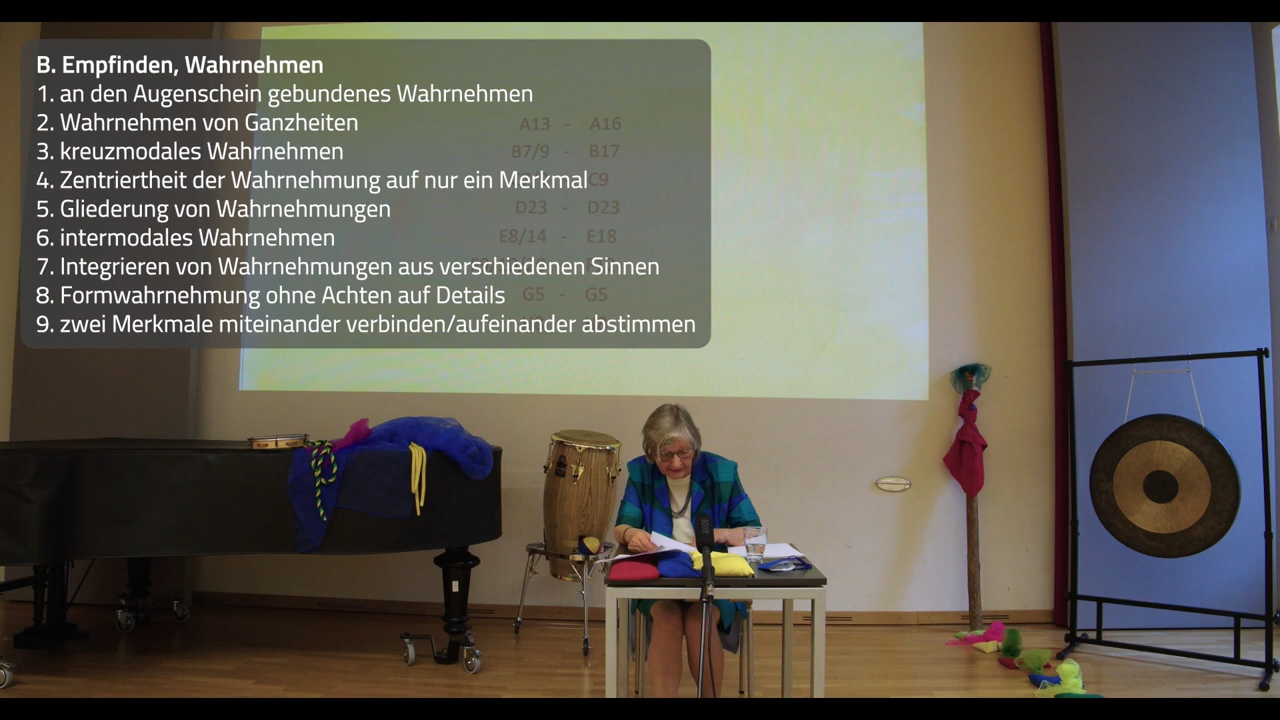 B. Empfinden, Wahrnehmen
1. an den Augenschein gebundenes Wahrnehmen
2. Wahrnehmen von Ganzheiten
3. kreuzmodales Wahrnehmen
4. Zentriertheit der Wahrnehmung auf nur ein Merkmal
5. Gliederung von Wahrnehmungen
6. intermodales Wahrnehmen
7. Integrieren von Wahrnehmungen aus verschiedenen Sinnen
8. Formwahrnehmung ohne Achten auf Details
9. zwei Merkmale miteinander verbinden/aufeinander abstimmen
A13 - A16
B7/9 - B17
C9
D23 - D23
E8/14 - E18
G5 - G5